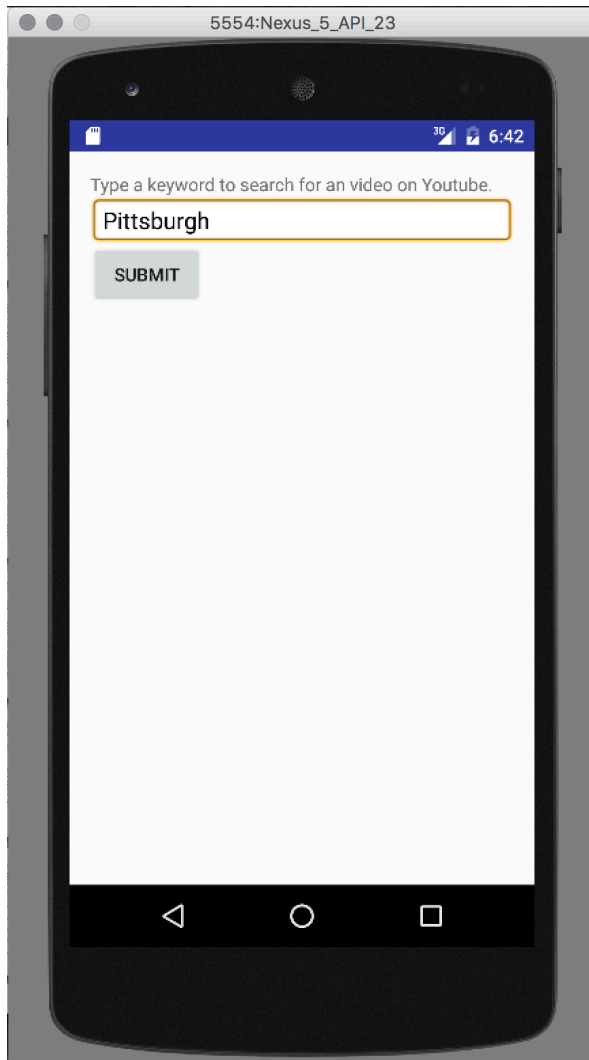 5554:Nexus_5_API_23
3G 6:42
Type a keyword to search for an video on Youtube.
Pittsburgh
SUBMIT